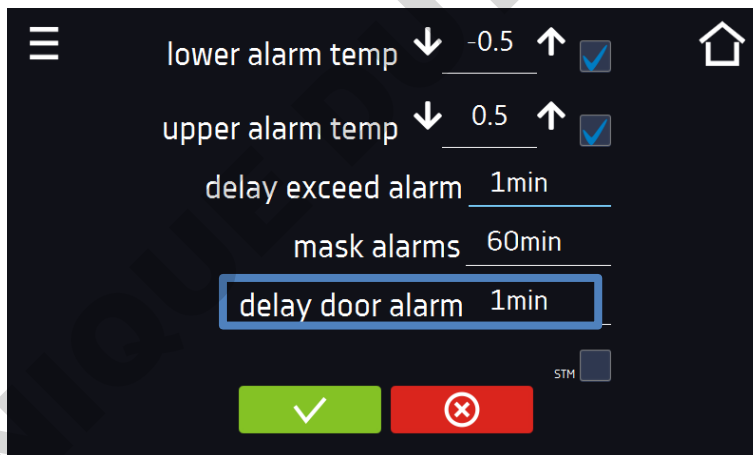 lower alarm temp -0.5
upper alarm temp 0.5
delay exceed alarm 1min
mask alarms 60min
delay door alarm 1min
STM